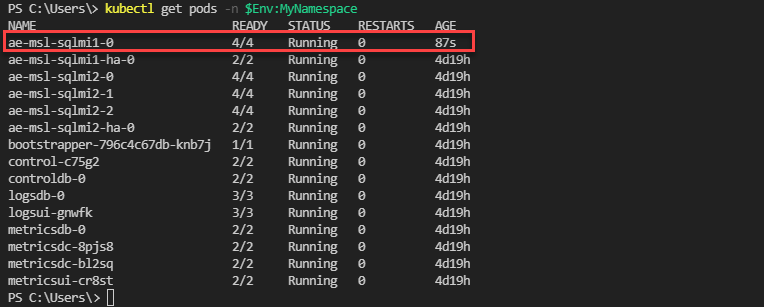 PS C:\Users\> kubectl get pods -n $Env:MyNamespace
NAME READY STATUS RESTARTS AGE
ae-msl-sqlmi1-0 4/4 Running 0 87s
ae-msl-sqlmi1-ha-0 2/2 Running 0 4d19h
ae-msl-sqlmi2-0 4/4 Running 0 4d19h
ae-msl-sqlmi2-1 4/4 Running 0 4d19h
ae-msl-sqlmi2-2 4/4 Running 0 4d19h
ae-msl-sqlmi2-ha-0 2/2 Running 0 4d19h
bootstrapper-796c4c67db-knb7j 1/1 Running 0 4d19h
control-c75g2 2/2 Running 0 4d19h
controldb-0 2/2 Running 0 4d19h
logsdb-0 3/3 Running 0 4d19h
logsui-gnwfk 3/3 Running 0 4d19h
metricsdb-0 2/2 Running 0 4d19h
metricsdc-8pjs8 2/2 Running 0 4d19h
metricsdc-bl2sq 2/2 Running 0 4d19h
metricsui-cr8st 2/2 Running 0 4d19h
PS C:\Users\>